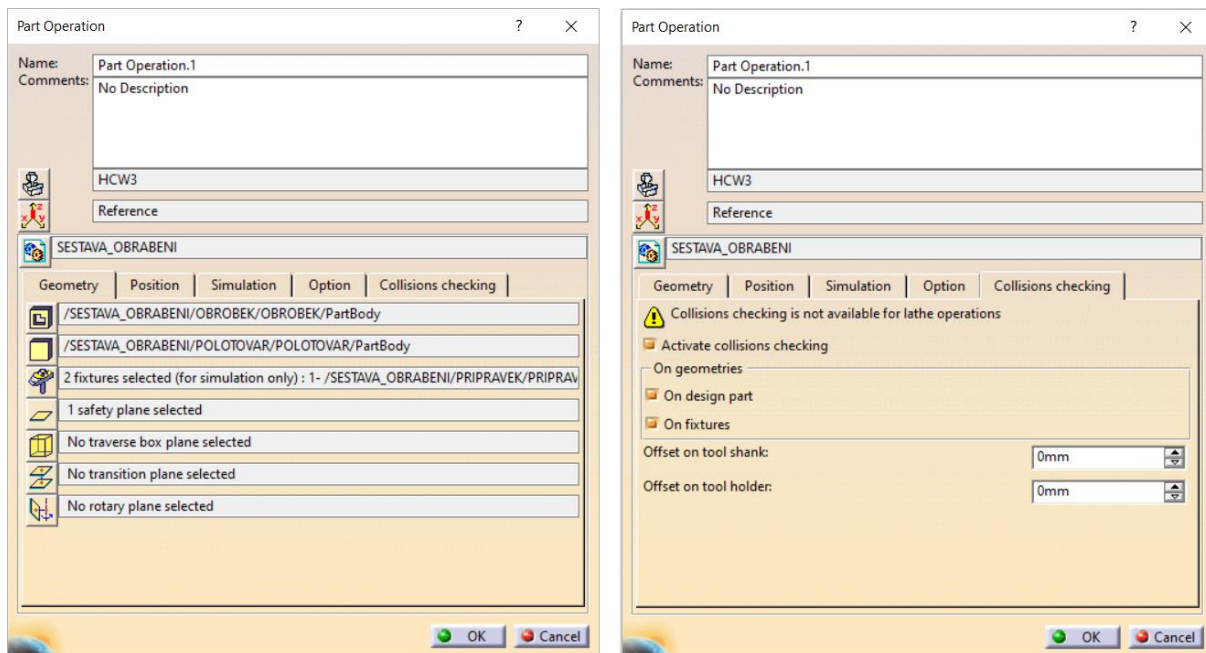 Part Operation
Name:
Part Operation.1
Comments:
No Description
HCW3
Reference
SESTAVA_OBRABENI
Geometry Position Simulation Option Collisions checking
/SESTAVA_OBRABENI/OBROBEK/OBROBEK/PartBody
/SESTAVA_OBRABENI/POLOTOVAR/POLOTOVAR/PartBody
2 fixtures selected (for simulation only) : 1- /SESTAVA_OBRABENI/PRIPRAVEK/PRIPRAV
1 safety plane selected
No traverse box plane selected
No transition plane selected
No rotary plane selected
OK Cancel
Part Operation
Name:
Part Operation.1
Comments:
No Description
HCW3
Reference
SESTAVA_OBRABENI
Geometry Position Simulation Option Collisions checking
Collisions checking is not available for lathe operations
Activate collisions checking
On geometries
On design part
On fixtures
Offset on tool shank: 0mm
Offset on tool holder: 0mm
OK Cancel